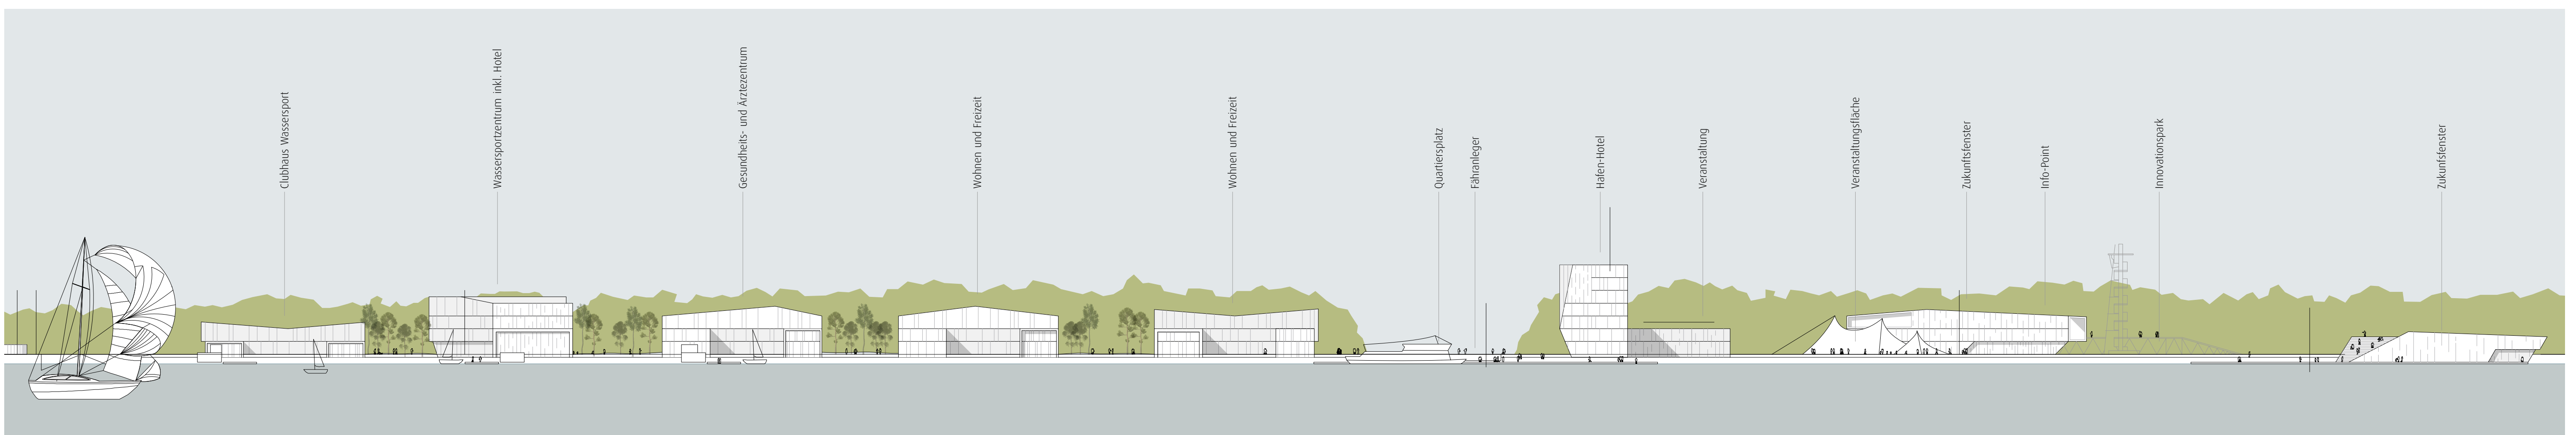 Clubhaus Wassersport
Wassersportzentrum inkl. Hotel
Gesundheits- und Ärztezentrum
Wohnen und Freizeit
Wohnen und Freizeit
Quartiersplatz
Fähranleger
Hafen-Hotel
Veranstaltung
Veranstaltungsfläche
Zukunftsfenster
Info-Point
Innovationspark
Zukunfsfenster